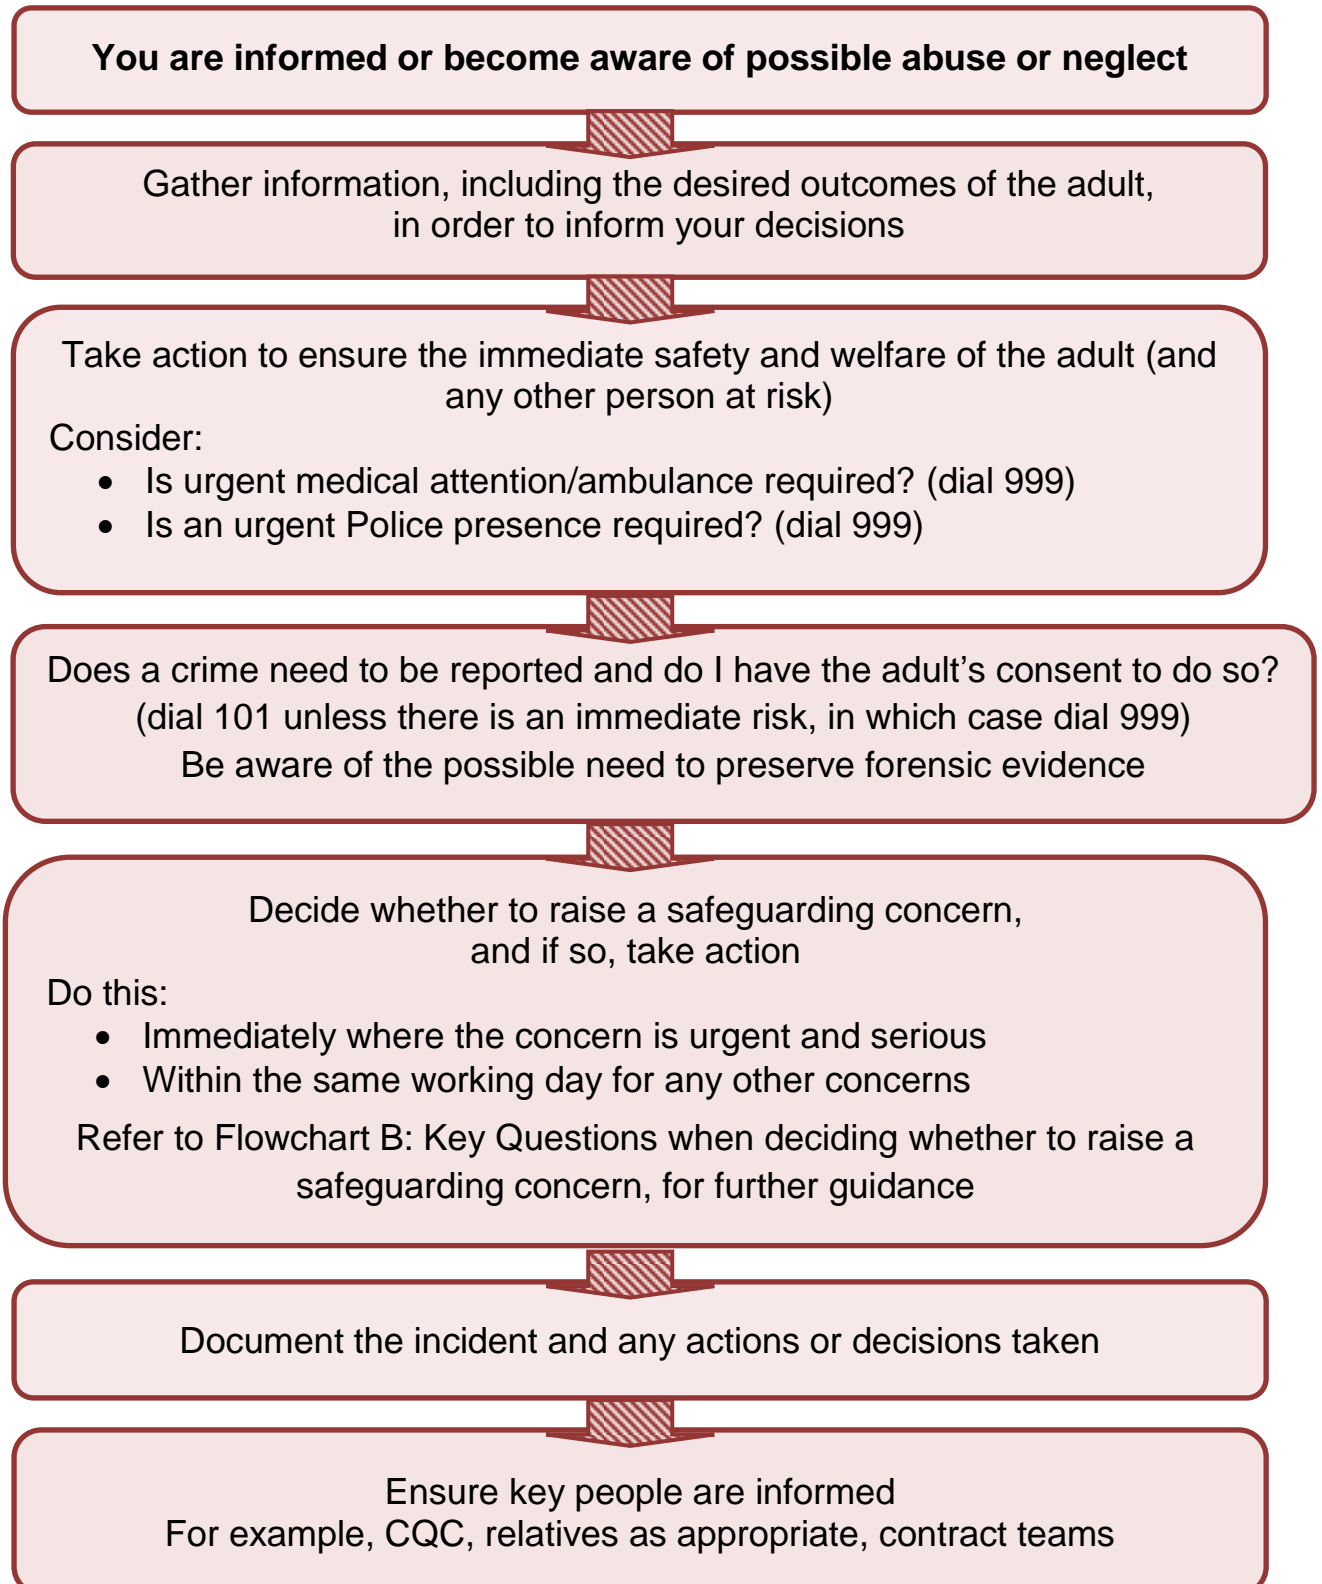 You are informed or become aware of possible abuse or neglect
Gather information, including the desired outcomes of the adult,
in order to inform your decisions
Take action to ensure the immediate safety and welfare of the adult (and
any other person at risk)
Consider:
• Is urgent medical attention/ambulance required? (dial 999)
• Is an urgent Police presence required? (dial 999)
Does a crime need to be reported and do I have the adult’s consent to do so?
(dial 101 unless there is an immediate risk, in which case dial 999)
Be aware of the possible need to preserve forensic evidence
Decide whether to raise a safeguarding concern,
and if so, take action
Do this:
• Immediately where the concern is urgent and serious
• Within the same working day for any other concerns
Refer to Flowchart B: Key Questions when deciding whether to raise a
safeguarding concern, for further guidance
Document the incident and any actions or decisions taken
Ensure key people are informed
For example, CQC, relatives as appropriate, contract teams